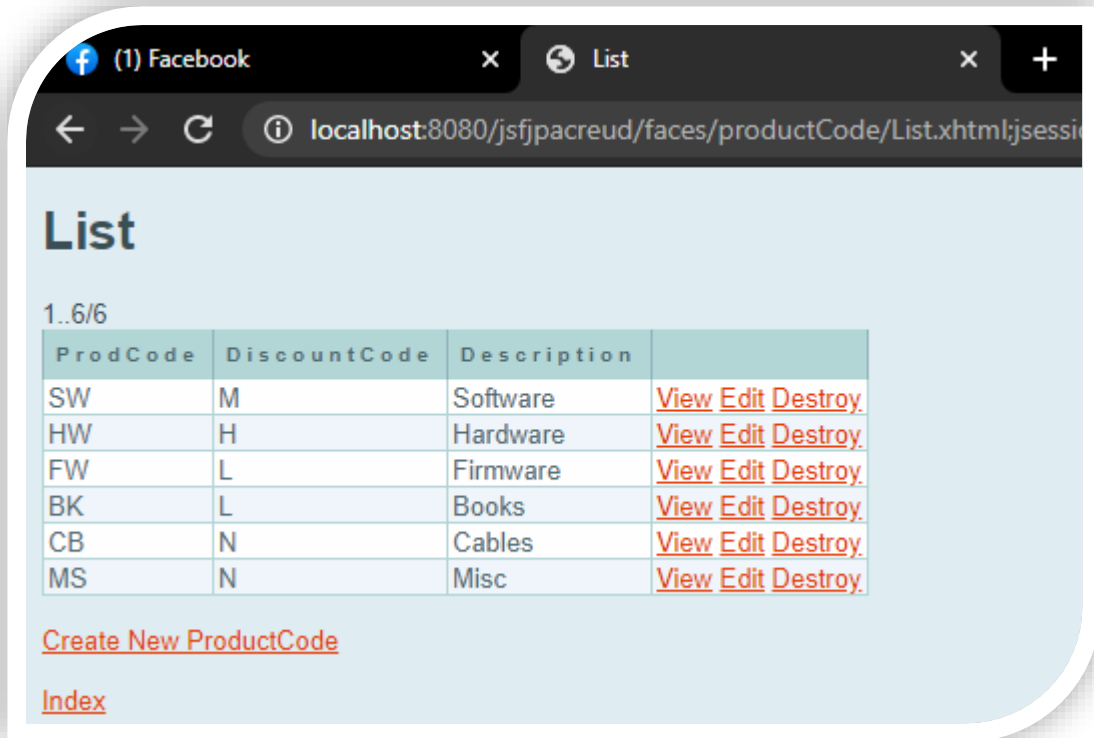 (1) Facebook × List × +
localhost:8080/jsfjpacreud/faces/productCode/List.xhtml;jsessi
List
1..6/6
ProdCode DiscountCode Description
SW M Software View Edit Destroy
HW H Hardware View Edit Destroy
FW L Firmware View Edit Destroy
BK L Books View Edit Destroy
CB N Cables View Edit Destroy
MS N Misc View Edit Destroy
Create New ProductCode
Index